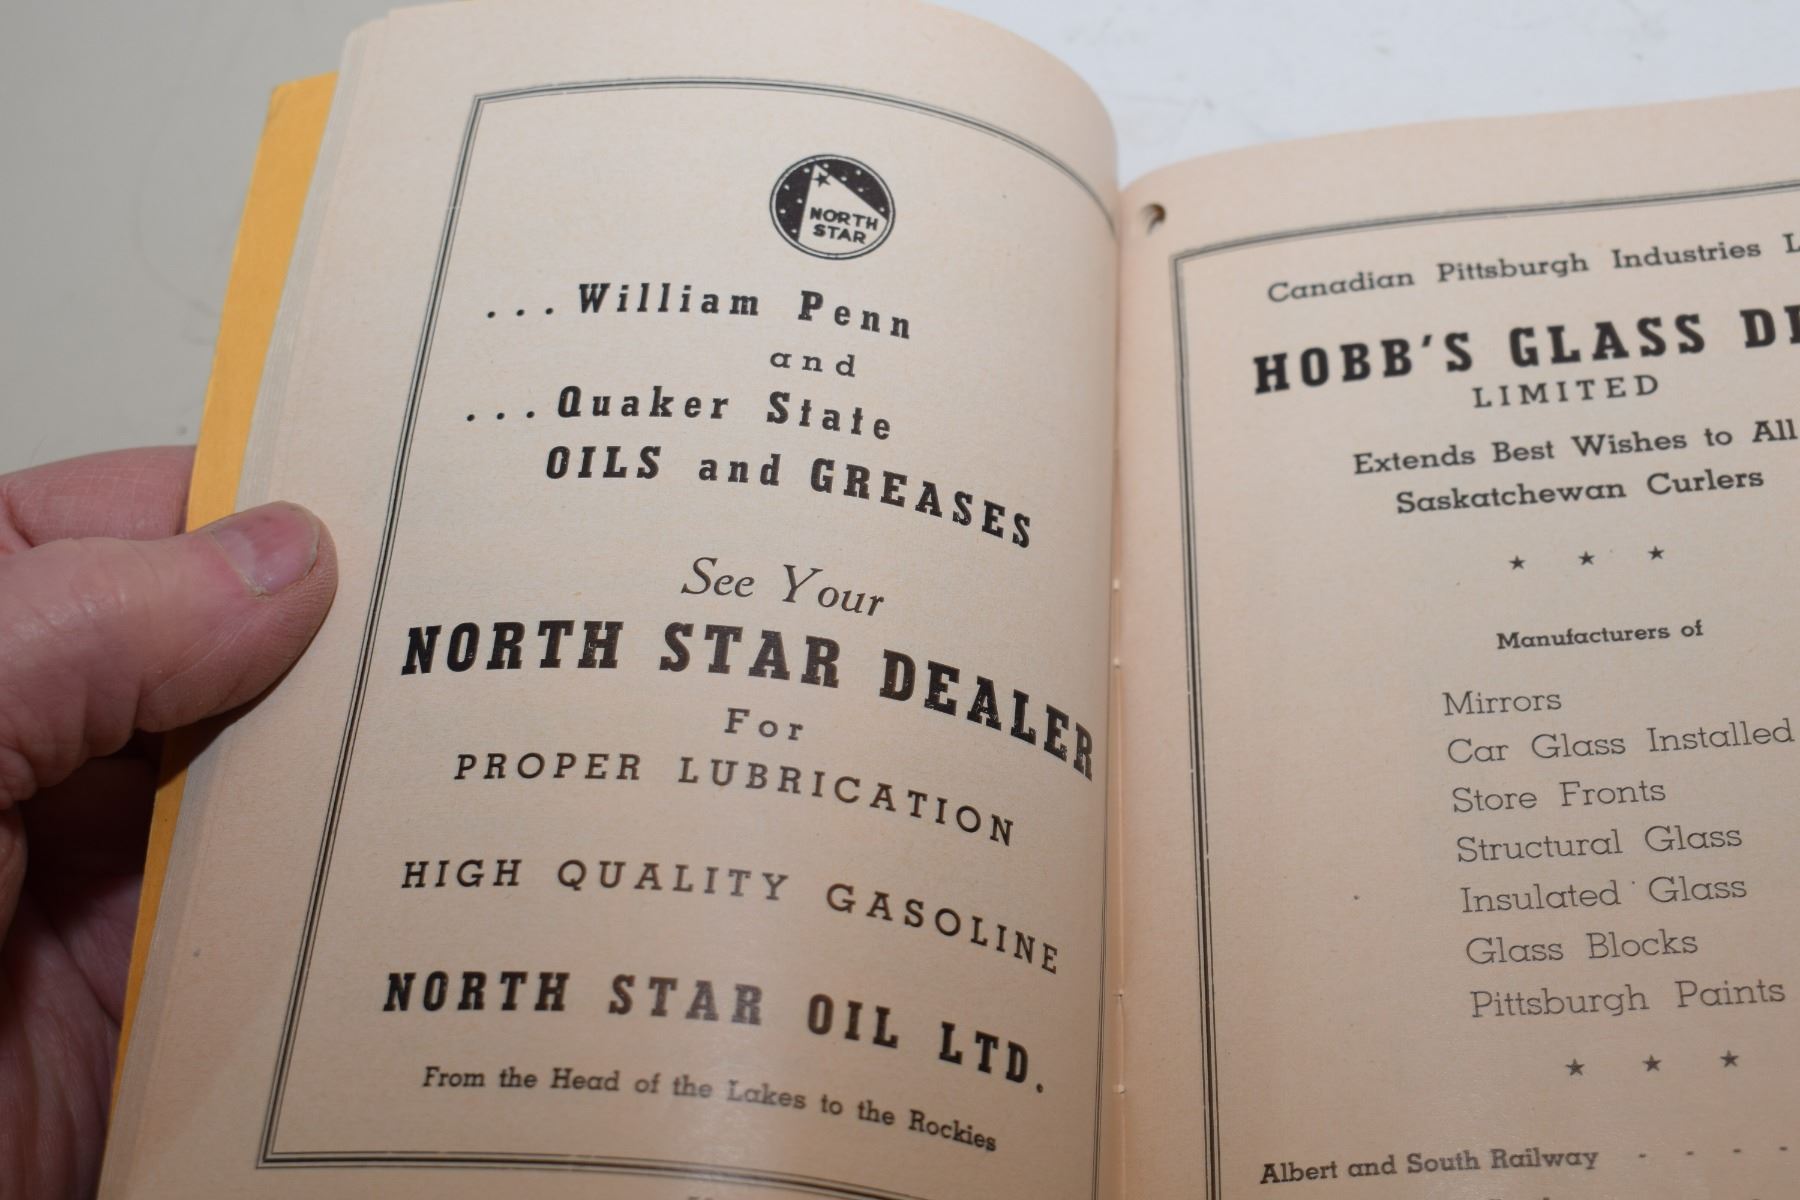 NORTH
STAR
... William Penn
and
... Quaker State
OILS and GREASES
See Your
NORTH STAR DEALER
For
PROPER LUBRICATION
HIGH QUALITY GASOLINE
NORTH STAR OIL LTD.
From the Head of the Lakes to the Rockies
Canadian Pittsburgh Industries
HOBB'S GLASS
LIMITED
Extends Best Wishes to All
Saskatchewan Curlers
★ ★ ★
Manufacturers of
Mirrors
Car Glass Installed
Store Fronts
Structural Glass
Insulated Glass
Glass Blocks
Pittsburgh Paints
★ ★ ★
Albert and South Railway - - - -